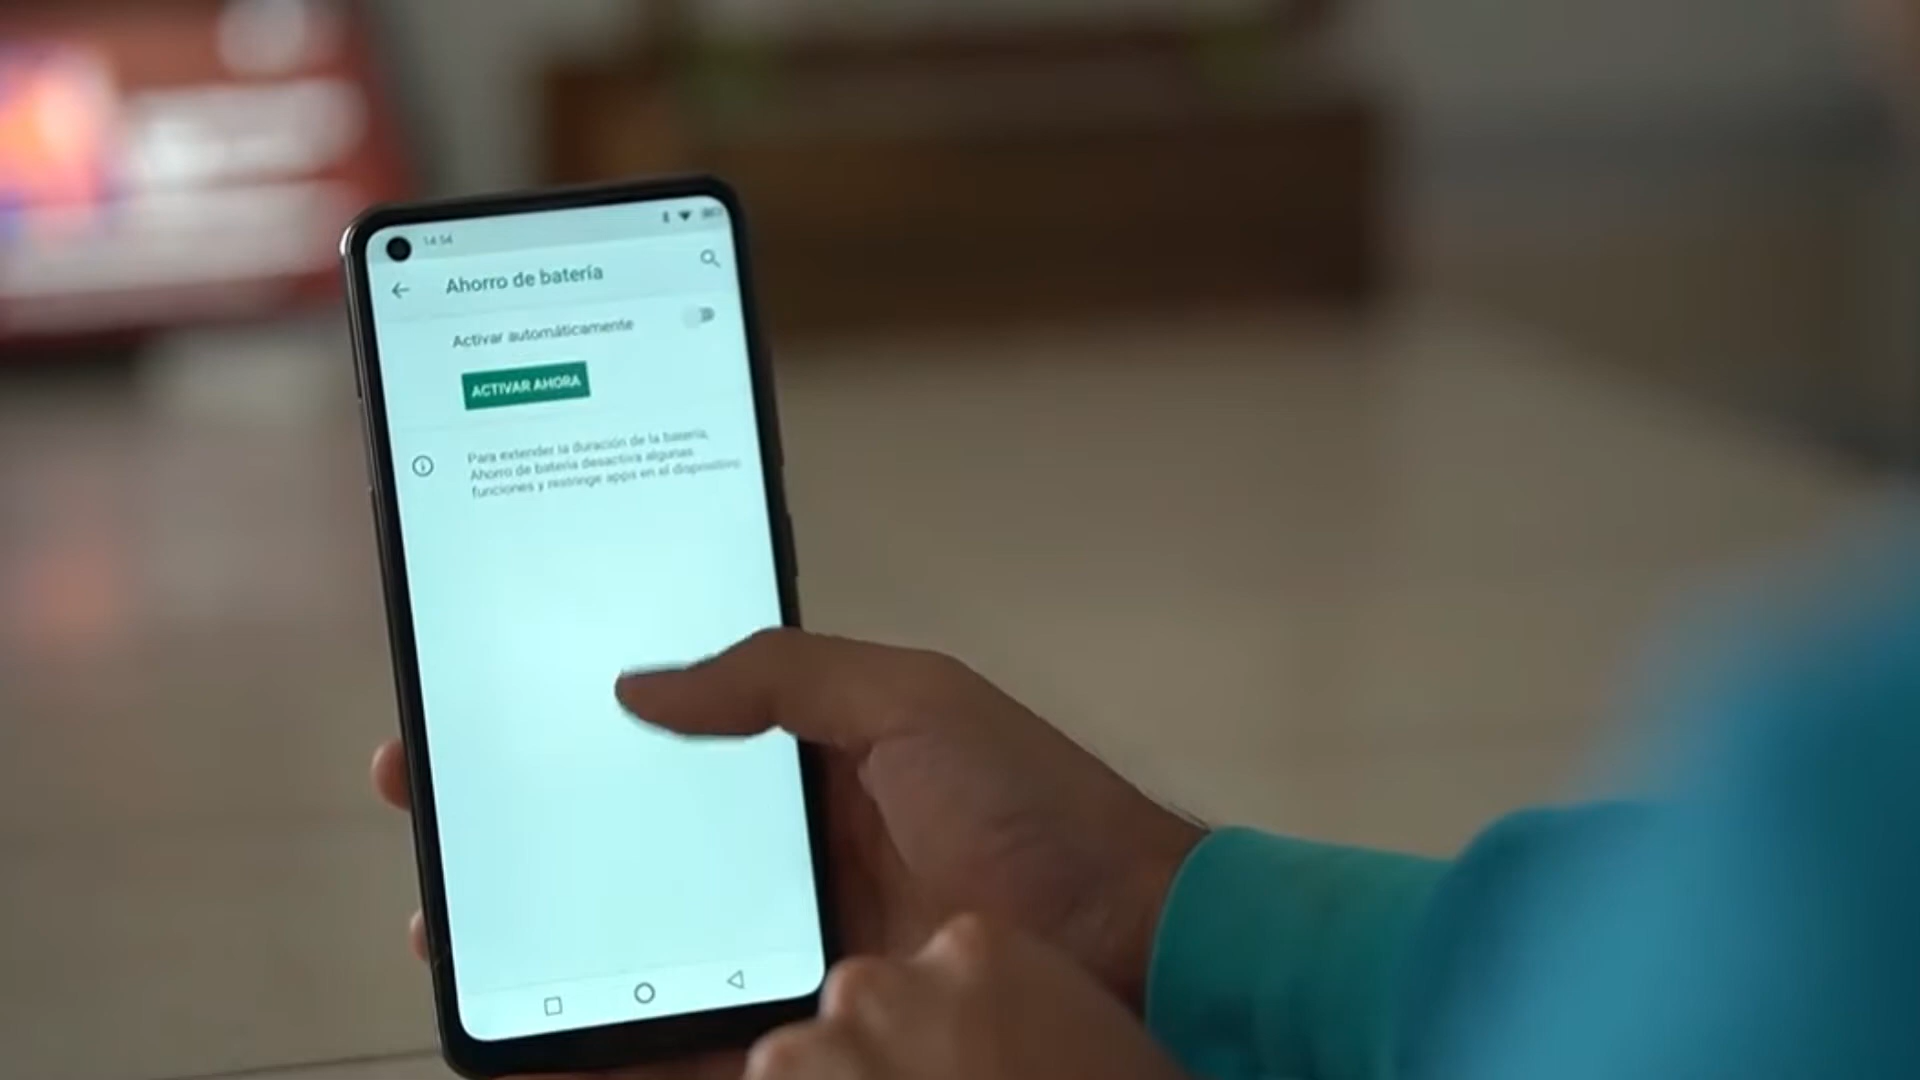 14:54
Ahorro de batería
Activar automáticamente
ACTIVAR AHORA
Para extender la duración de la batería,
Ahorro de batería desactiva algunas
funciones y restringe apps en el dispositivo